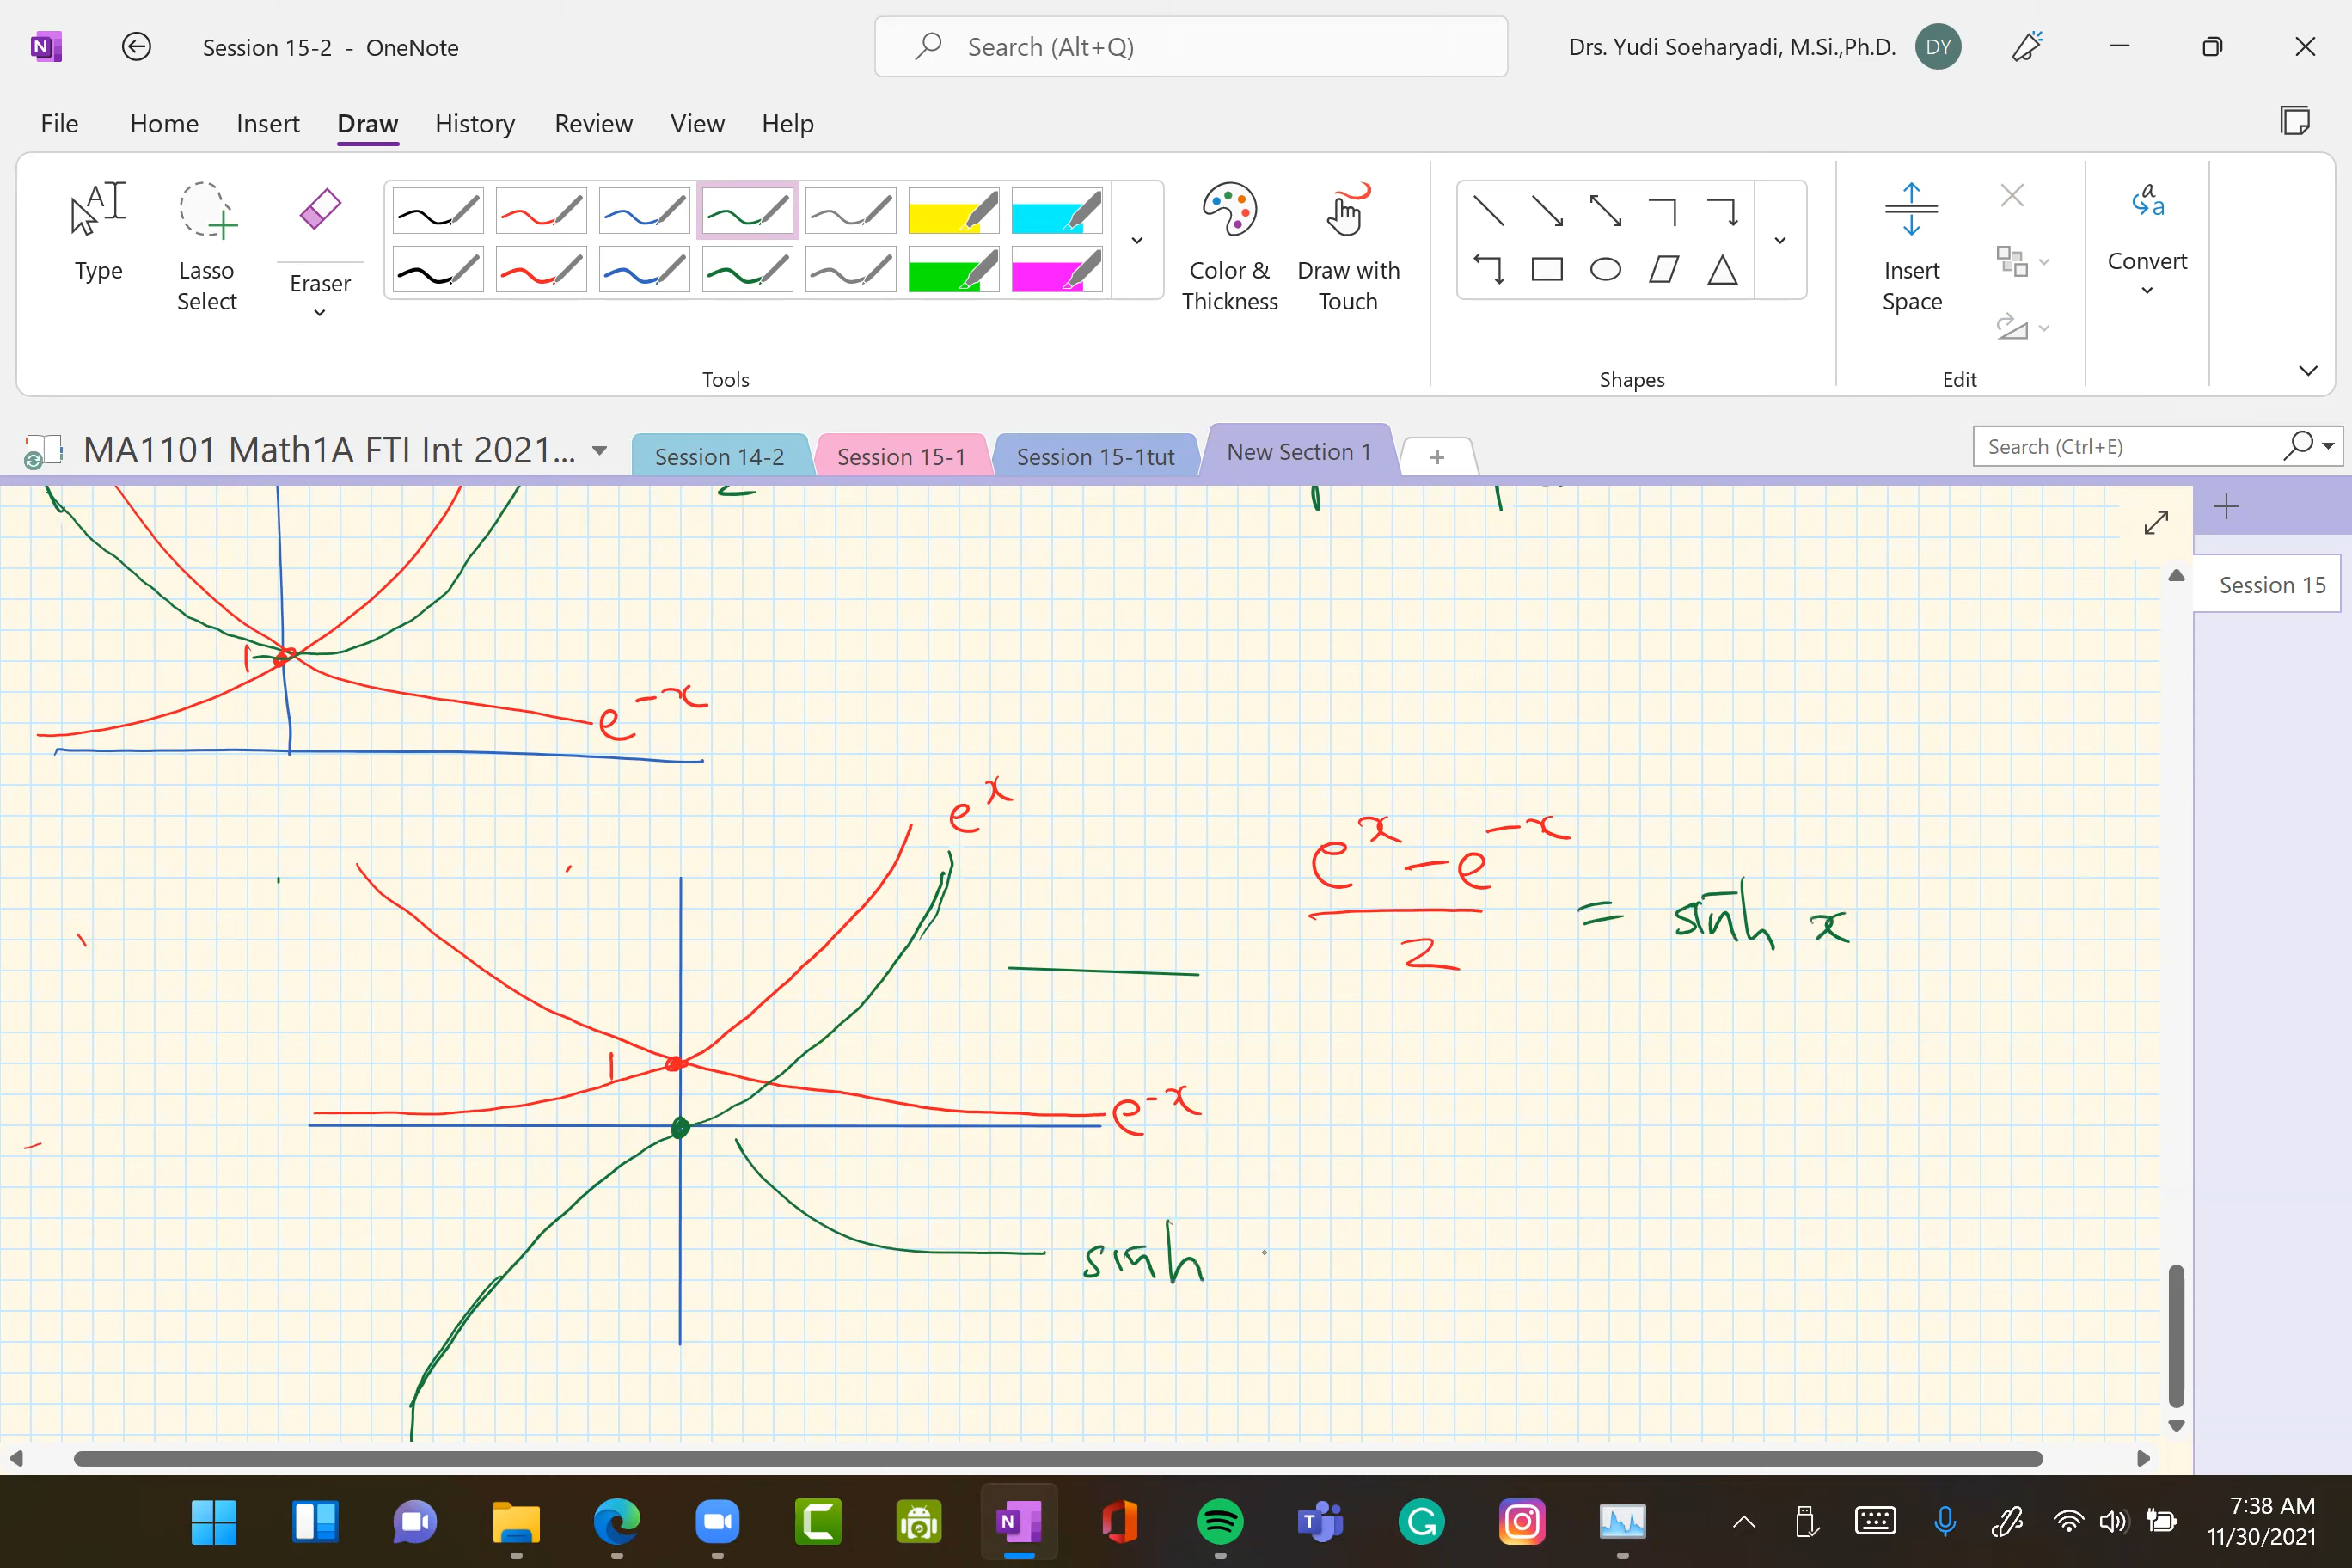 Session 15-2 - OneNote
Search (Alt+Q)
Drs. Yudi Soeharyadi, M.Si.,Ph.D.
DY
File Home Insert Draw History Review View Help
Type
Lasso Select
Eraser
Color & Thickness
Draw with Touch
Insert Space
Convert
Tools
Shapes
Edit
MA1101 Math1A FTI Int 2021...
Session 14-2
Session 15-1
Session 15-1tut
New Section 1
Search (Ctrl+E)
Session 15
2
1
e^-x
e^x
e^x - e^-x
2
= sinh x
1
e^-x
sinh
7:38 AM
11/30/2021